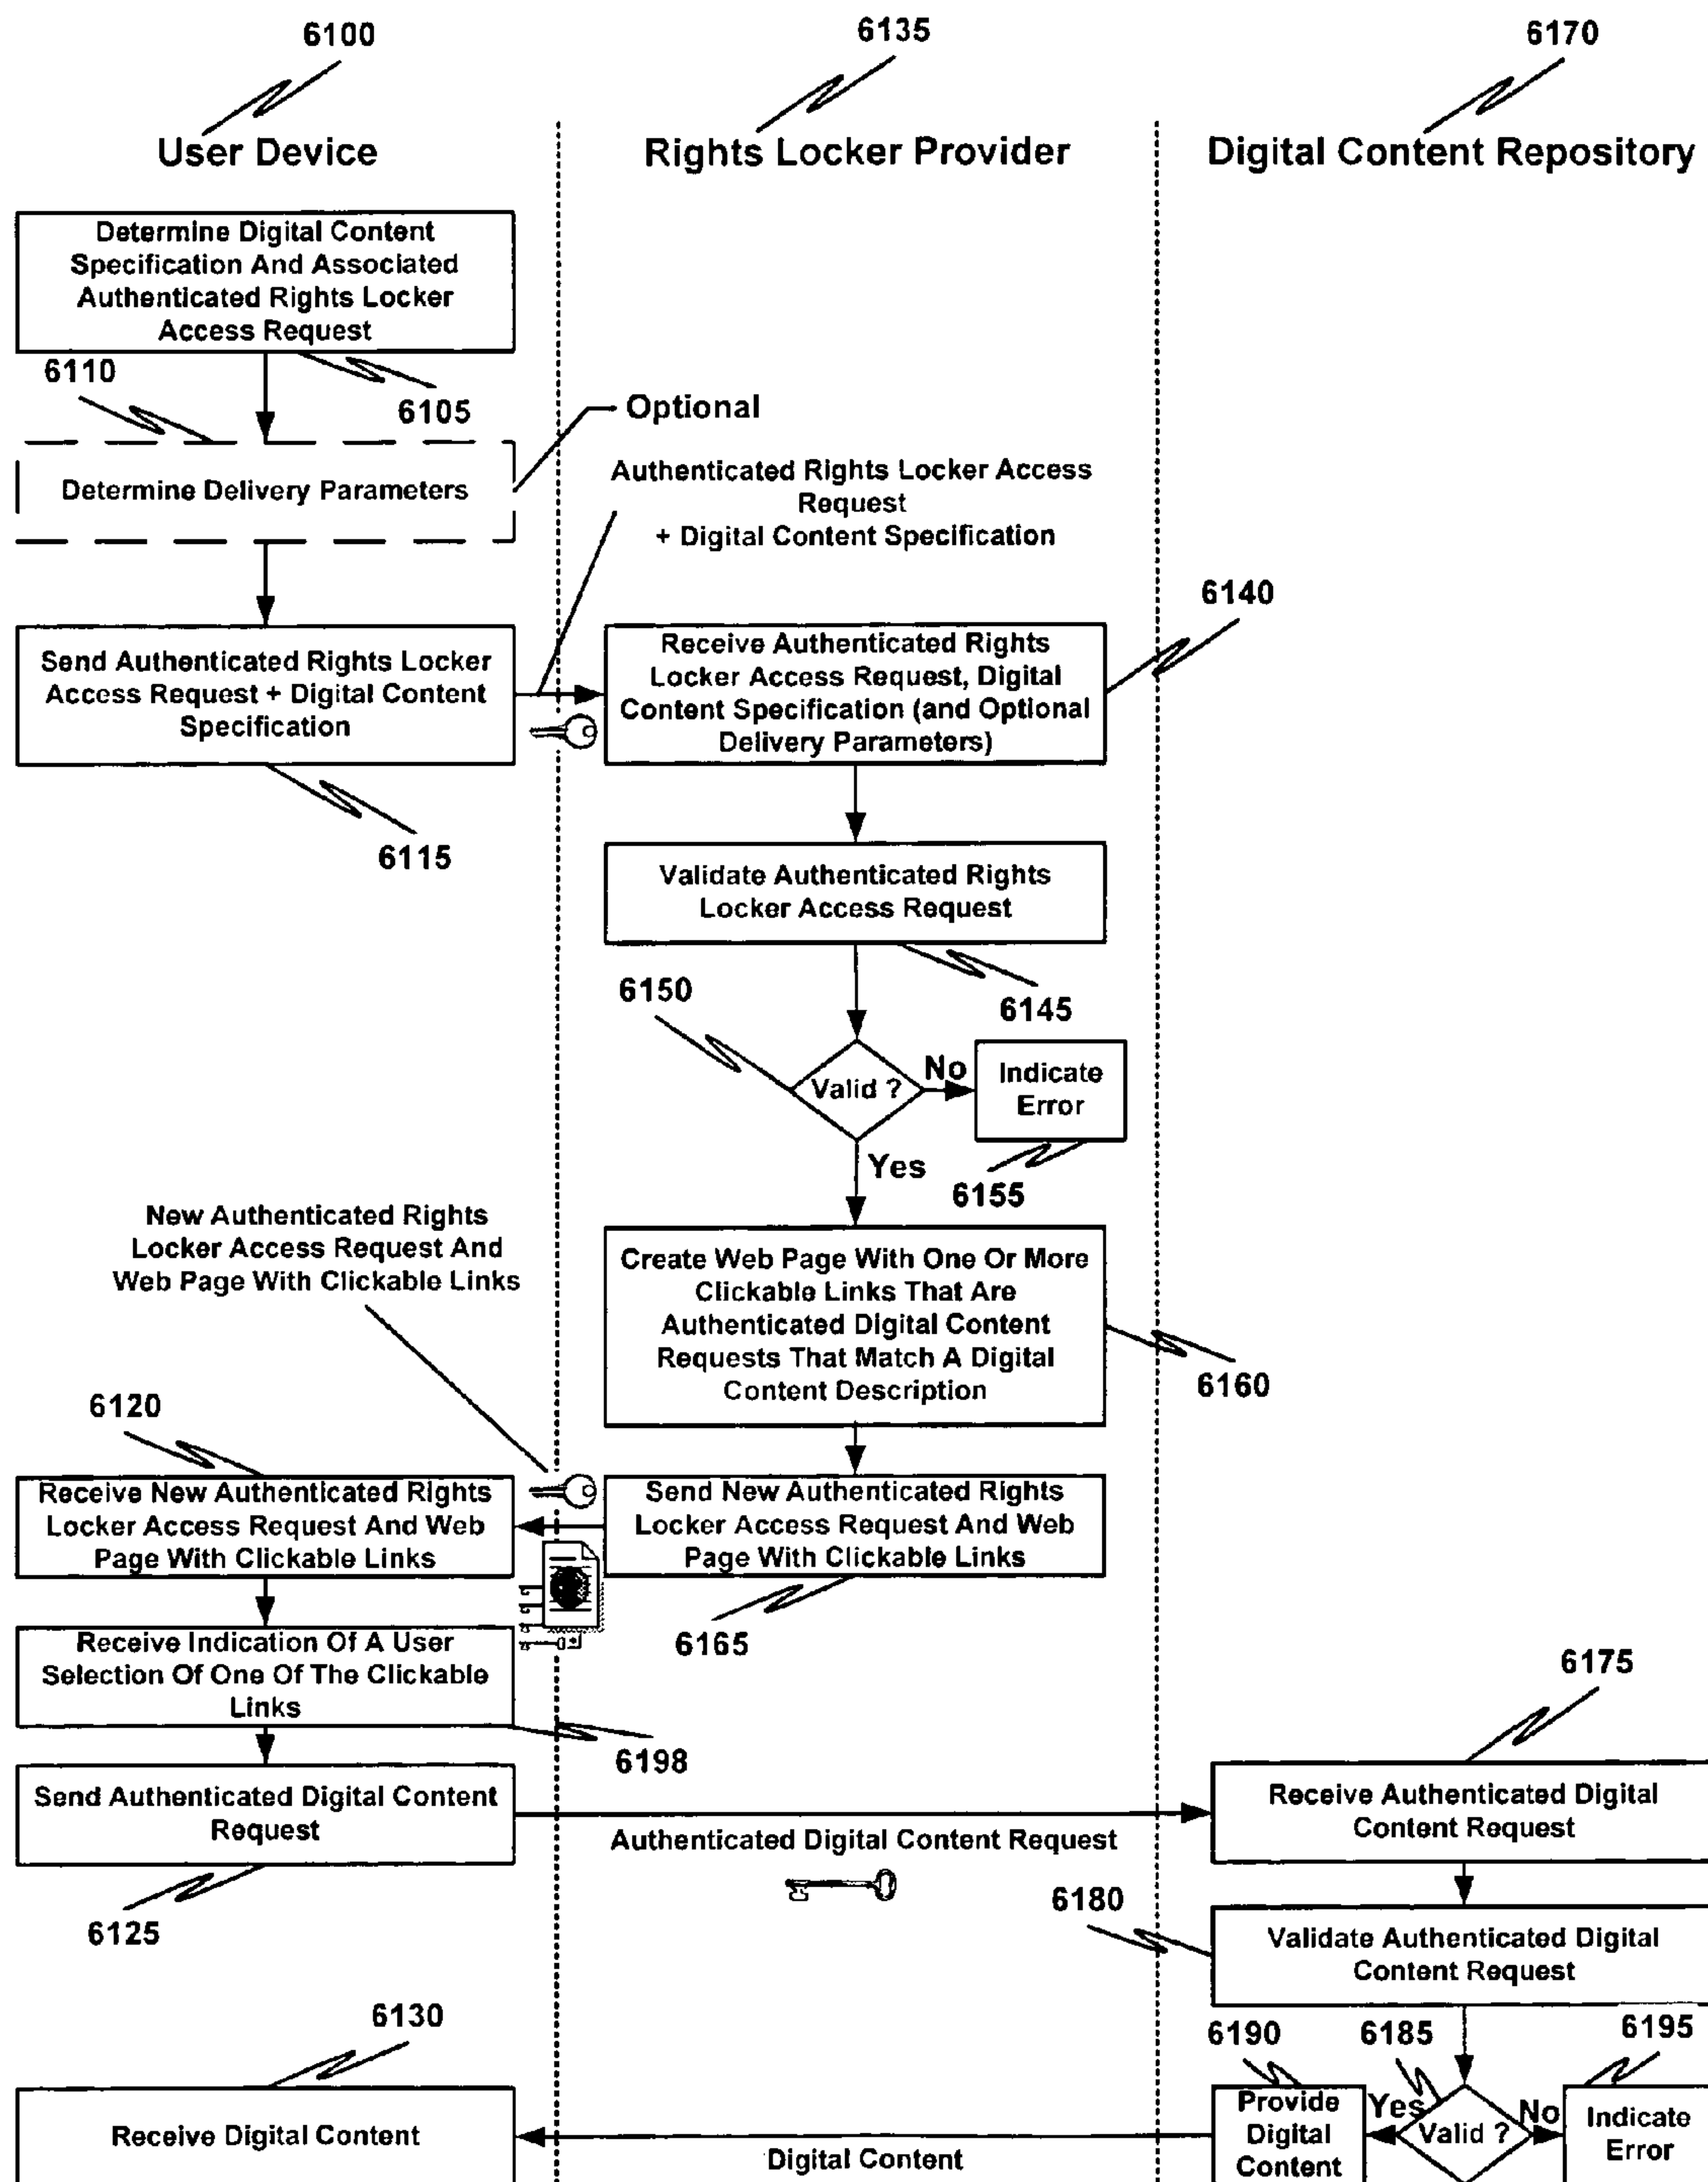 6100
6135
6170
User Device
Rights Locker Provider
Digital Content Repository
Determine Digital Content
Specification And Associated
Authenticated Rights Locker
Access Request
6110
6105
Optional
Determine Delivery Parameters
Authenticated Rights Locker Access
Request
+ Digital Content Specification
6140
Send Authenticated Rights Locker
Access Request + Digital Content
Specification
Receive Authenticated Rights
Locker Access Request, Digital
Content Specification (and Optional
Delivery Parameters)
6115
Validate Authenticated Rights
Locker Access Request
6150
6145
Valid ?
No
Indicate
Error
Yes
6155
New Authenticated Rights
Locker Access Request And
Web Page With Clickable Links
Create Web Page With One Or More
Clickable Links That Are
Authenticated Digital Content
Requests That Match A Digital
Content Description
6160
6120
Receive New Authenticated Rights
Locker Access Request And Web
Page With Clickable Links
Send New Authenticated Rights
Locker Access Request And Web
Page With Clickable Links
6165
Receive Indication Of A User
Selection Of One Of The Clickable
Links
6198
6175
Send Authenticated Digital Content
Request
Authenticated Digital Content Request
Receive Authenticated Digital
Content Request
6125
6180
Validate Authenticated Digital
Content Request
6130
6190
6185
6195
Receive Digital Content
Digital Content
Provide
Digital
Content
Yes
Valid ?
No
Indicate
Error